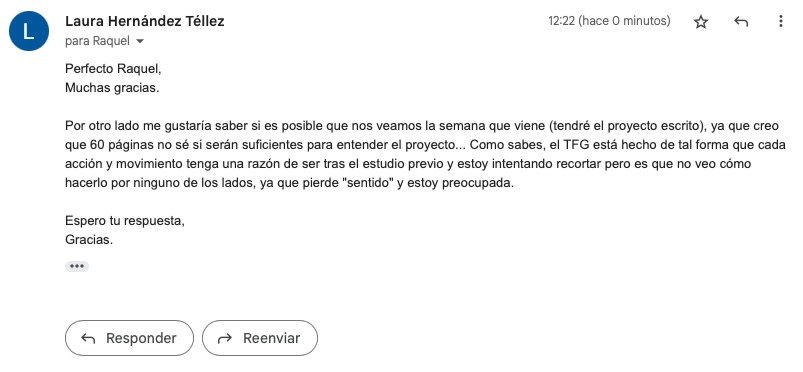 L
Laura Hernández Téllez
12:22 (hace 0 minutos)
para Raquel
Perfecto Raquel,
Muchas gracias.
Por otro lado me gustaría saber si es posible que nos veamos la semana que viene (tendré el proyecto escrito), ya que creo
que 60 páginas no sé si serán suficientes para entender el proyecto... Como sabes, el TFG está hecho de tal forma que cada
acción y movimiento tenga una razón de ser tras el estudio previo y estoy intentando recortar pero es que no veo cómo
hacerlo por ninguno de los lados, ya que pierde "sentido" y estoy preocupada.
Espero tu respuesta,
Gracias.
Responder
Reenviar